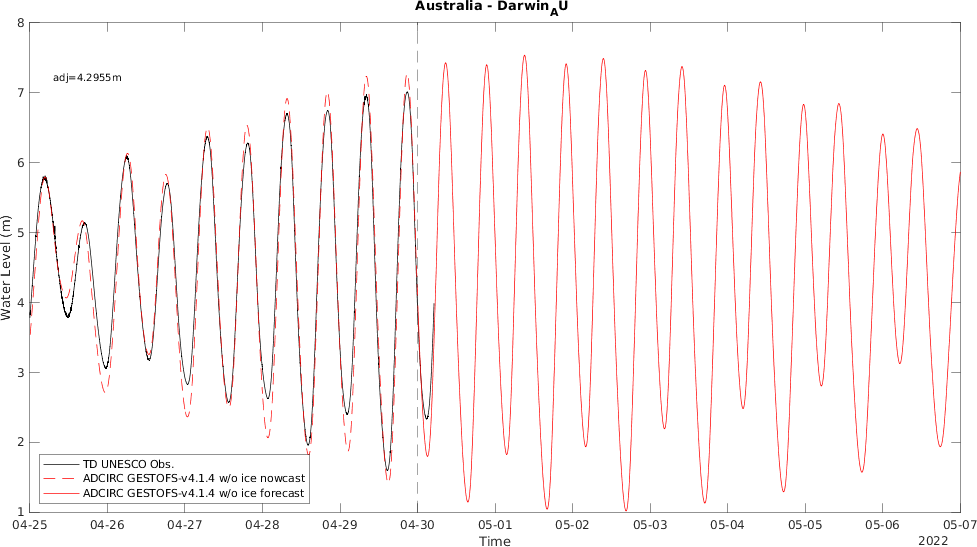 Australia - Darwin_AU
8
7
6
5
4
3
2
1
Water Level (m)
adj=4.2955m
TD UNESCO Obs.
ADCIRC GESTOFS-v4.1.4 w/o ice nowcast
ADCIRC GESTOFS-v4.1.4 w/o ice forecast
04-25 04-26 04-27 04-28 04-29 04-30 05-01 05-02 05-03 05-04 05-05 05-06 05-07
Time
2022